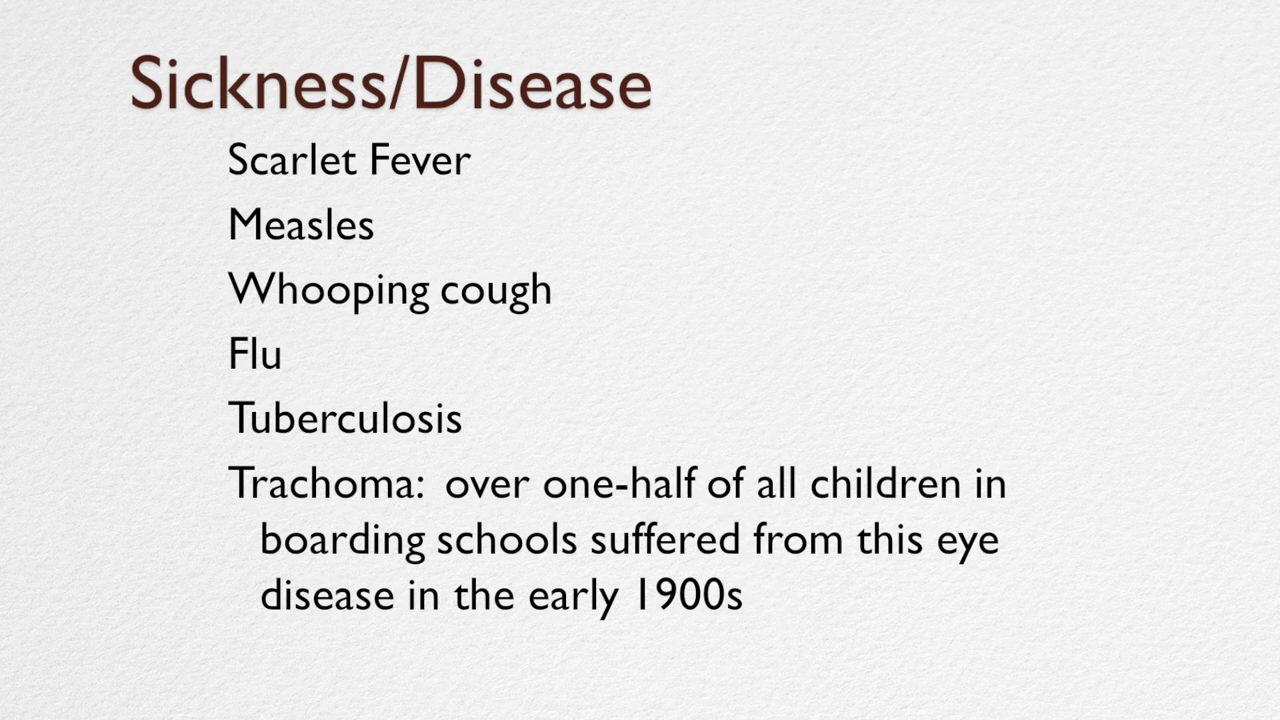 Sickness/Disease
Scarlet Fever
Measles
Whooping cough
Flu
Tuberculosis
Trachoma:  over one-half of all children in
boarding schools suffered from this eye
disease in the early 1900s